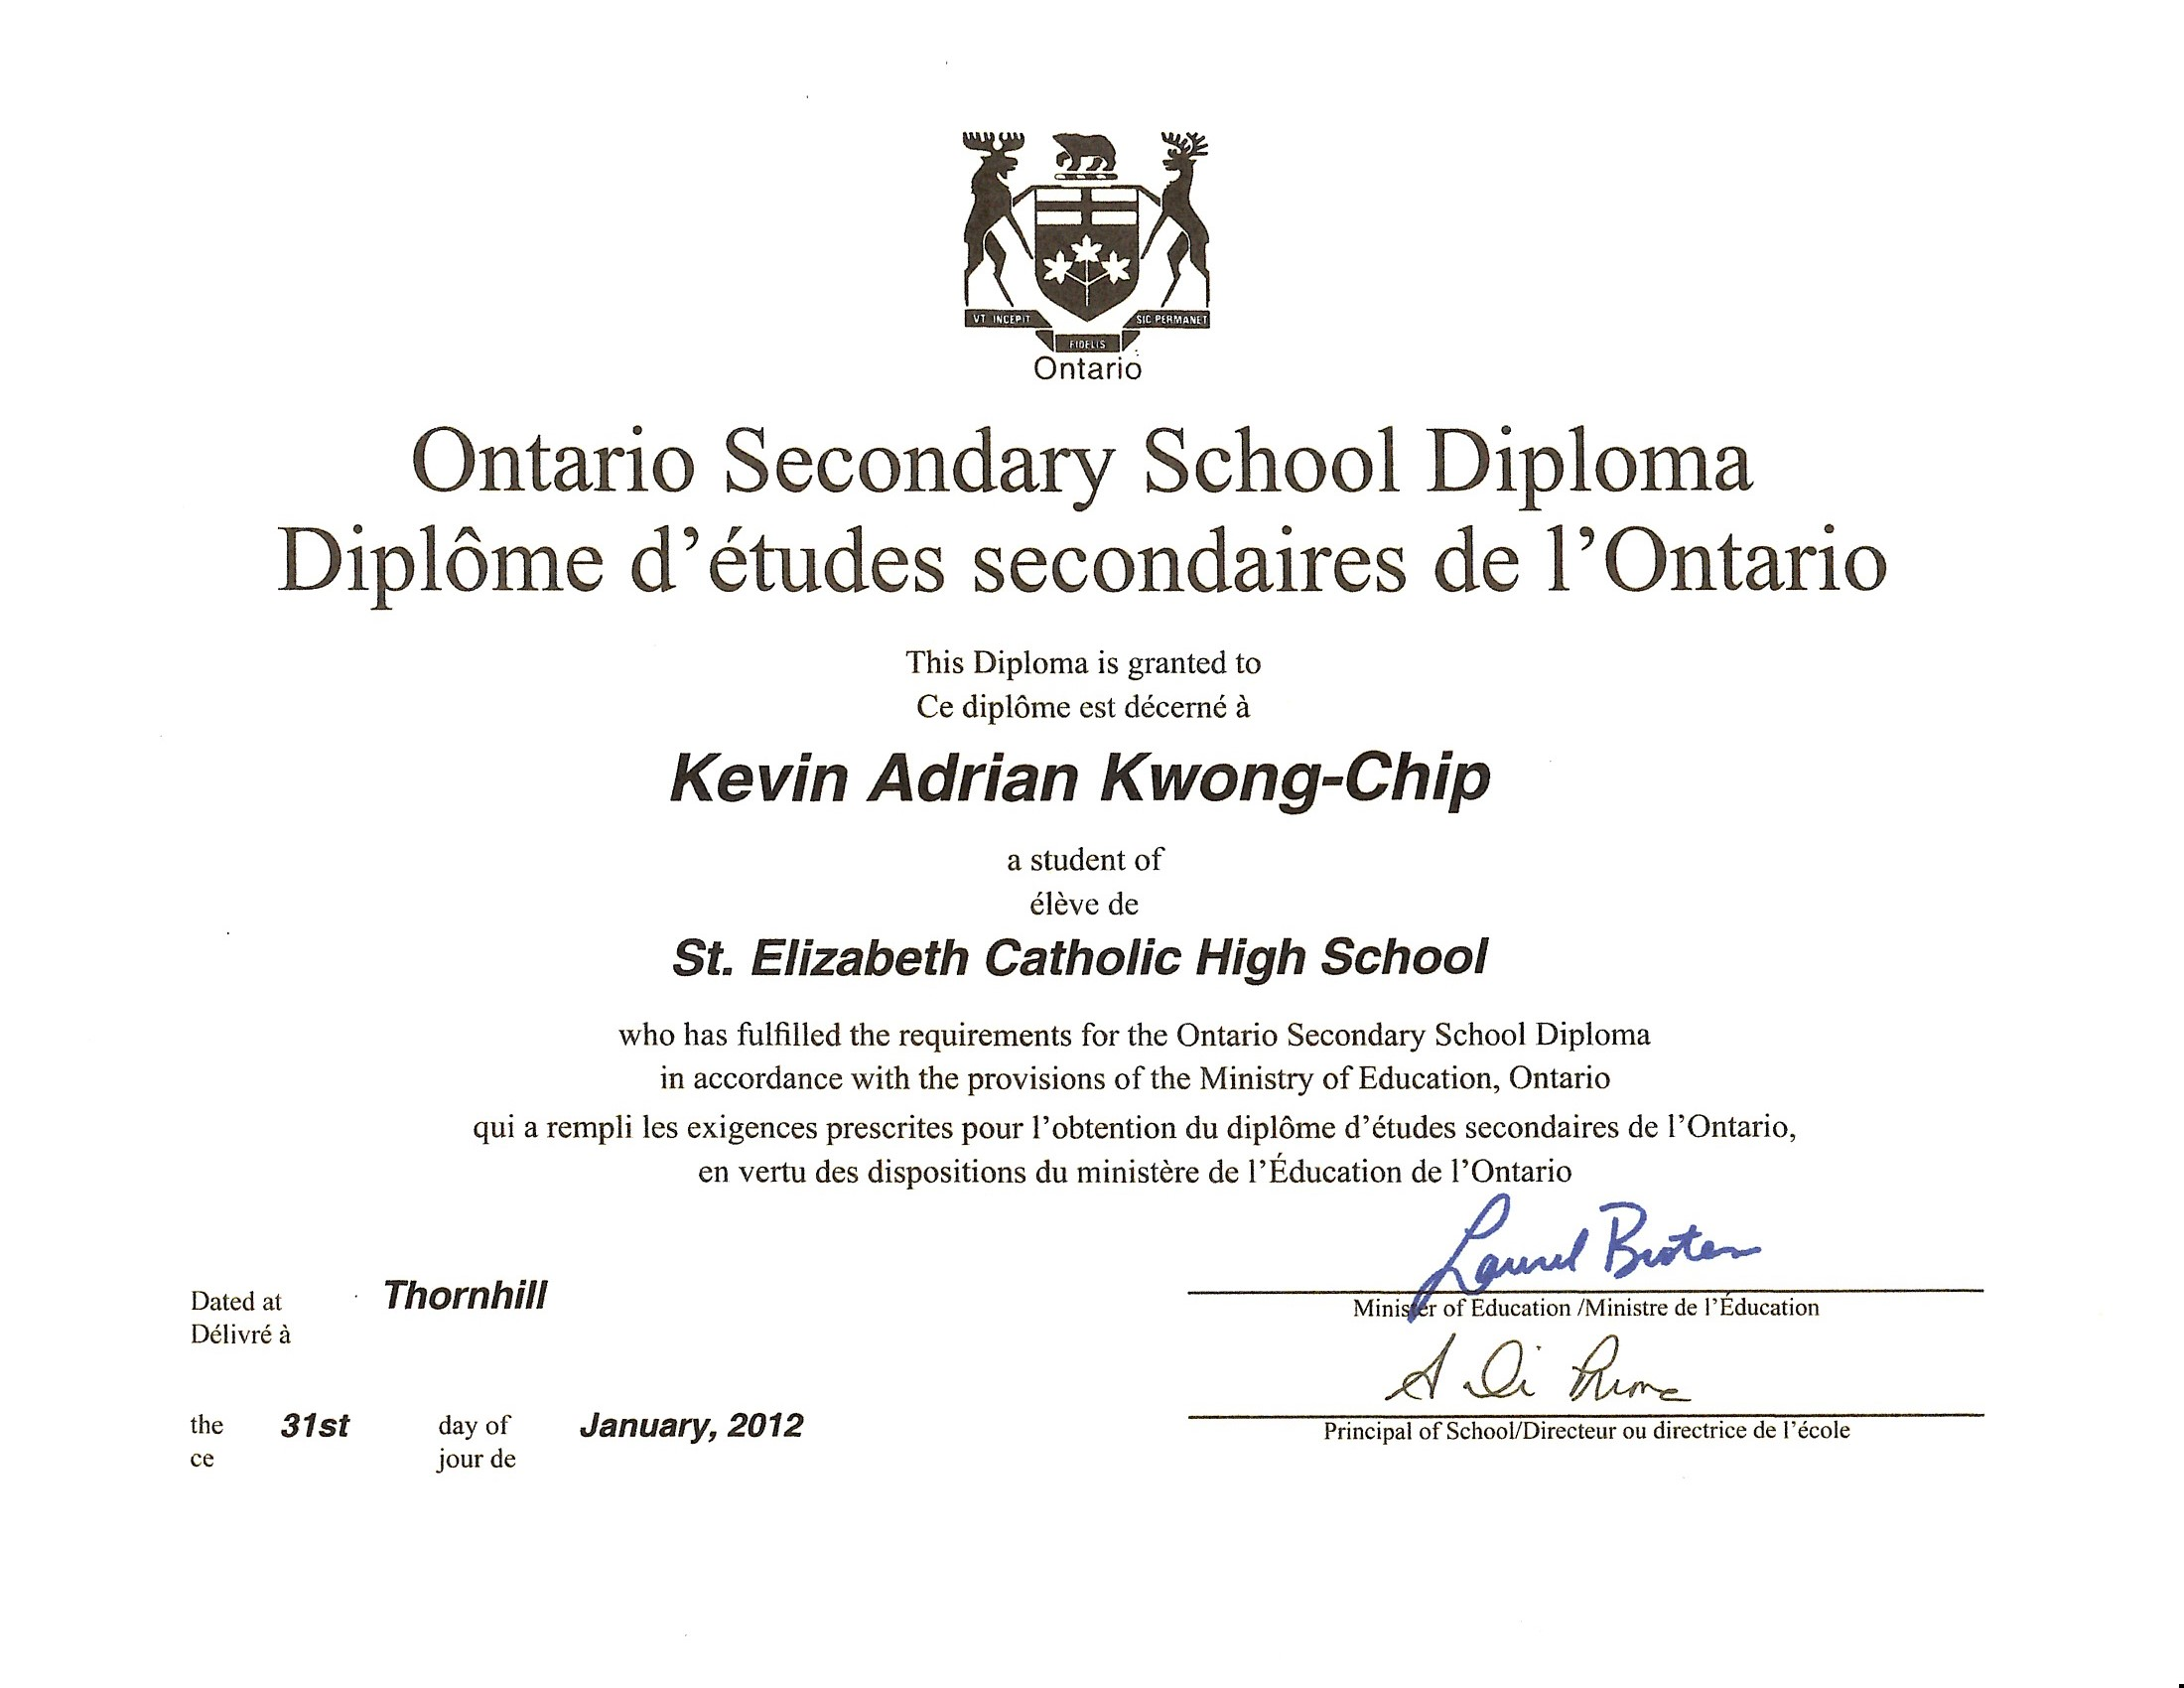 VT INCEPIT
SIC PERMANET
FIDELIS
Ontario
Ontario Secondary School Diploma
Diplôme d'études secondaires de l'Ontario
This Diploma is granted to
Ce diplôme est décerné à
Kevin Adrian Kwong-Chip
a student of
élève de
St. Elizabeth Catholic High School
who has fulfilled the requirements for the Ontario Secondary School Diploma
in accordance with the provisions of the Ministry of Education, Ontario
qui a rempli les exigences prescrites pour l'obtention du diplôme d'études secondaires de l'Ontario,
en vertu des dispositions du ministère de l'Éducation de l'Ontario
Laurel Broten
Dated at Thornhill
Délivré à
Minister of Education /Ministre de l'Éducation
A Di
the 31st day of January, 2012
ce jour de
Principal of School/Directeur ou directrice de l'école